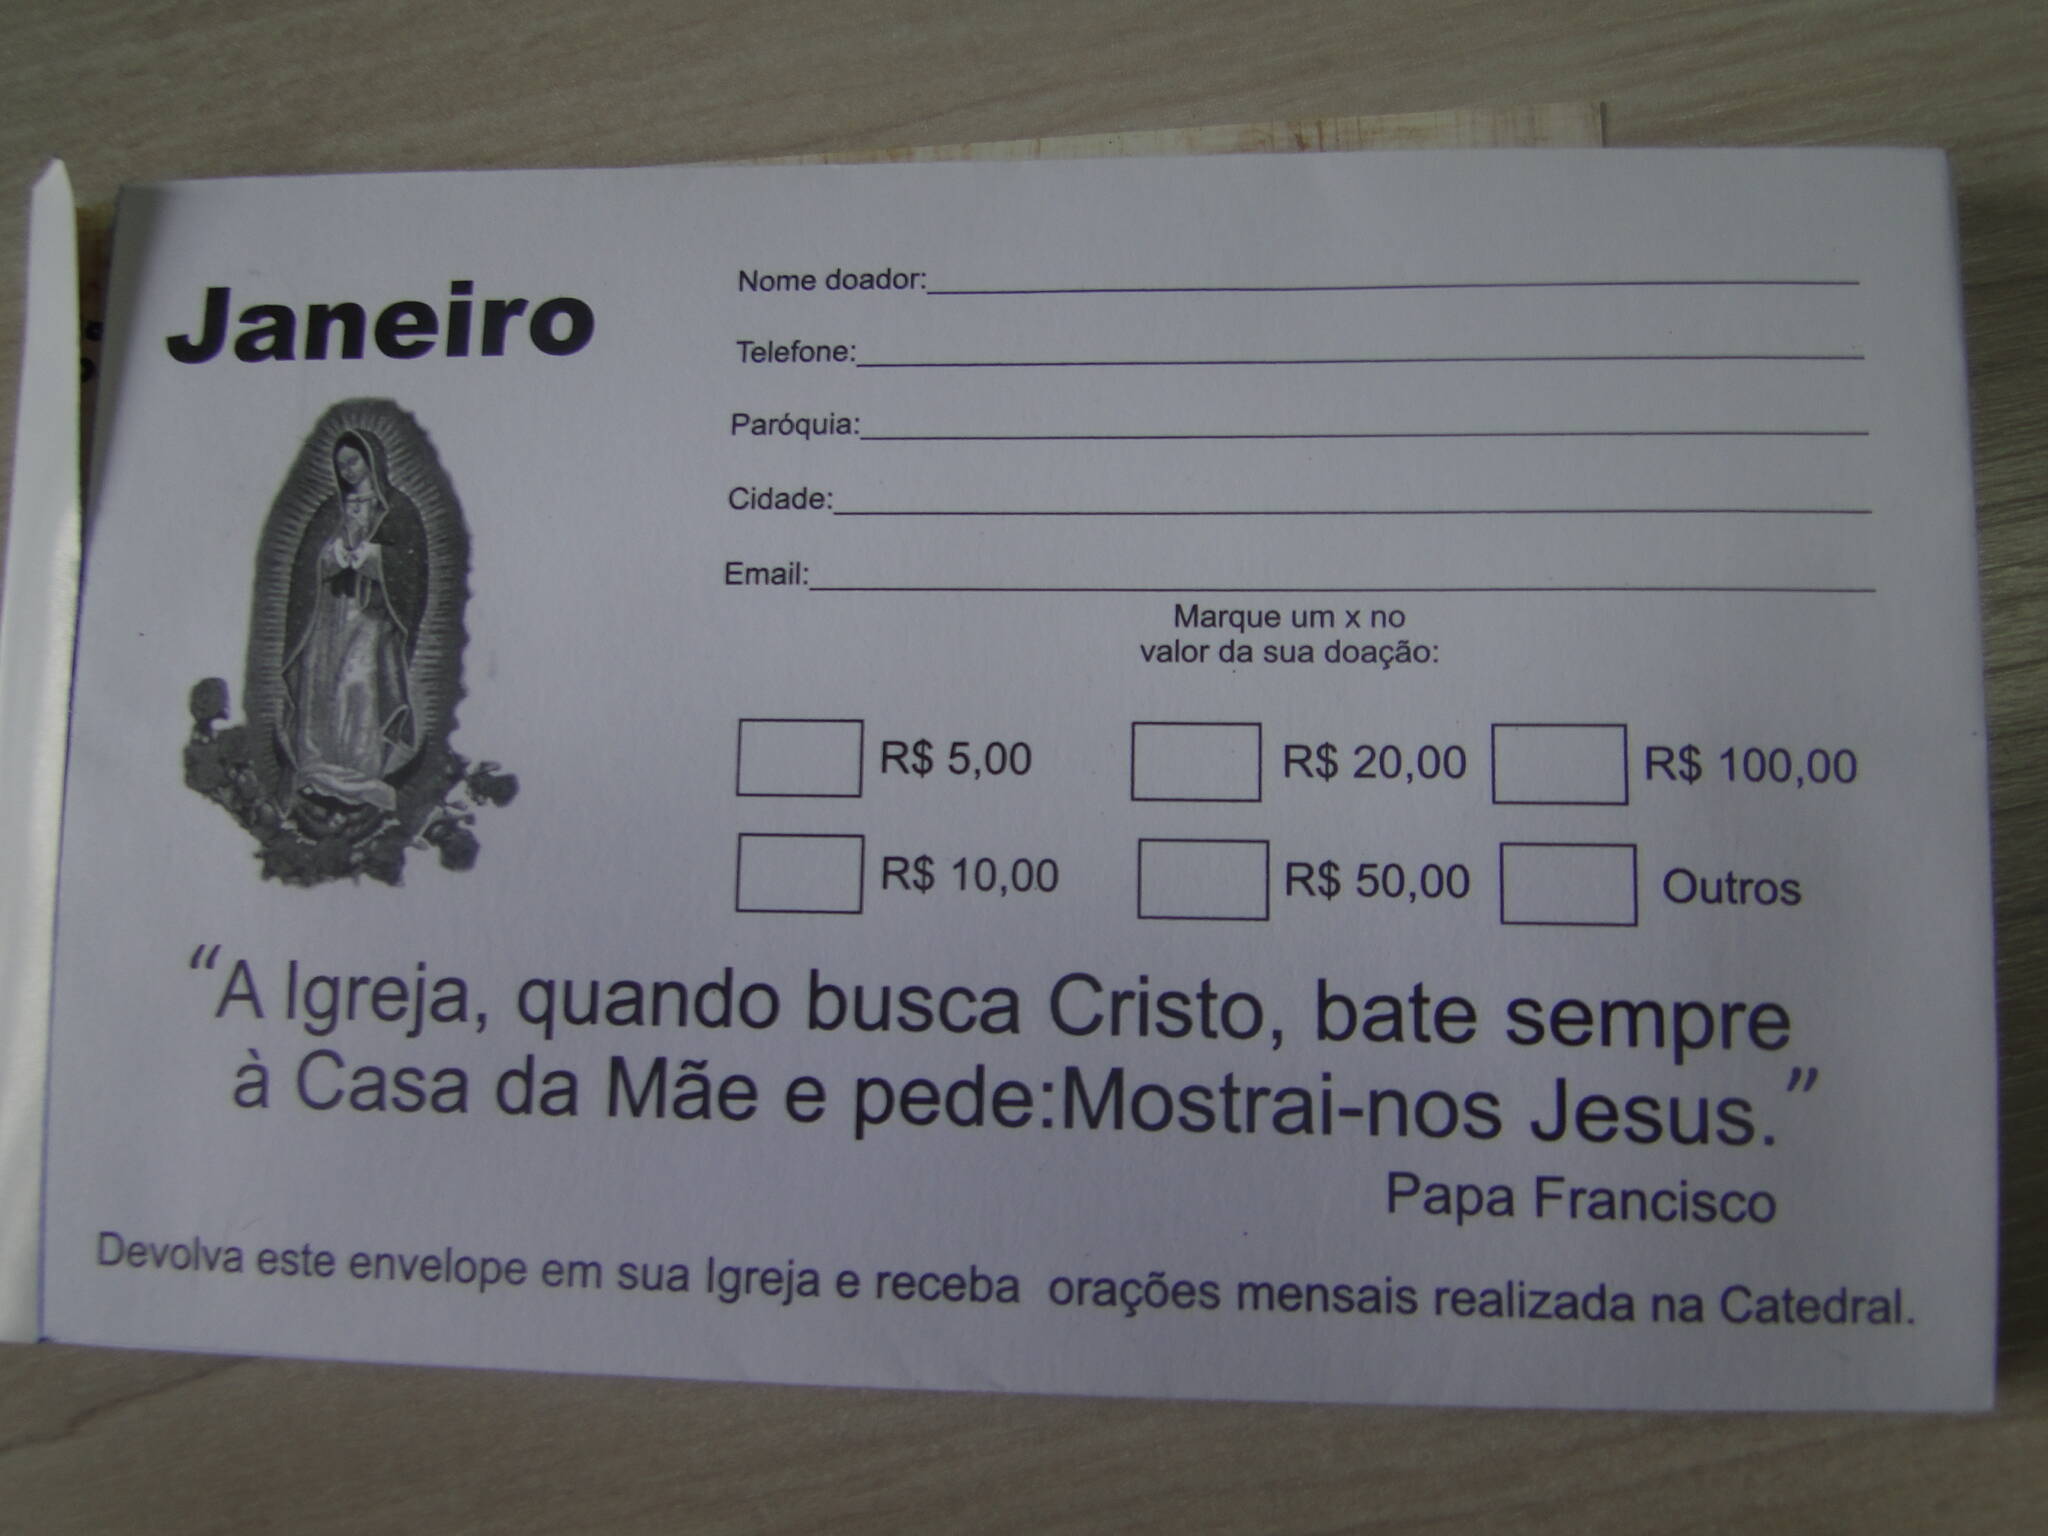 Janeiro
Nome doador:
Telefone:
Paróquia:
Cidade:
Email:
Marque um x no
valor da sua doação:
R$ 5,00 R$ 20,00 R$ 100,00
R$ 10,00 R$ 50,00 Outros
“A Igreja, quando busca Cristo, bate sempre
à Casa da Mãe e pede:Mostrai-nos Jesus.”
Papa Francisco
Devolva este envelope em sua Igreja e receba orações mensais realizada na Catedral.